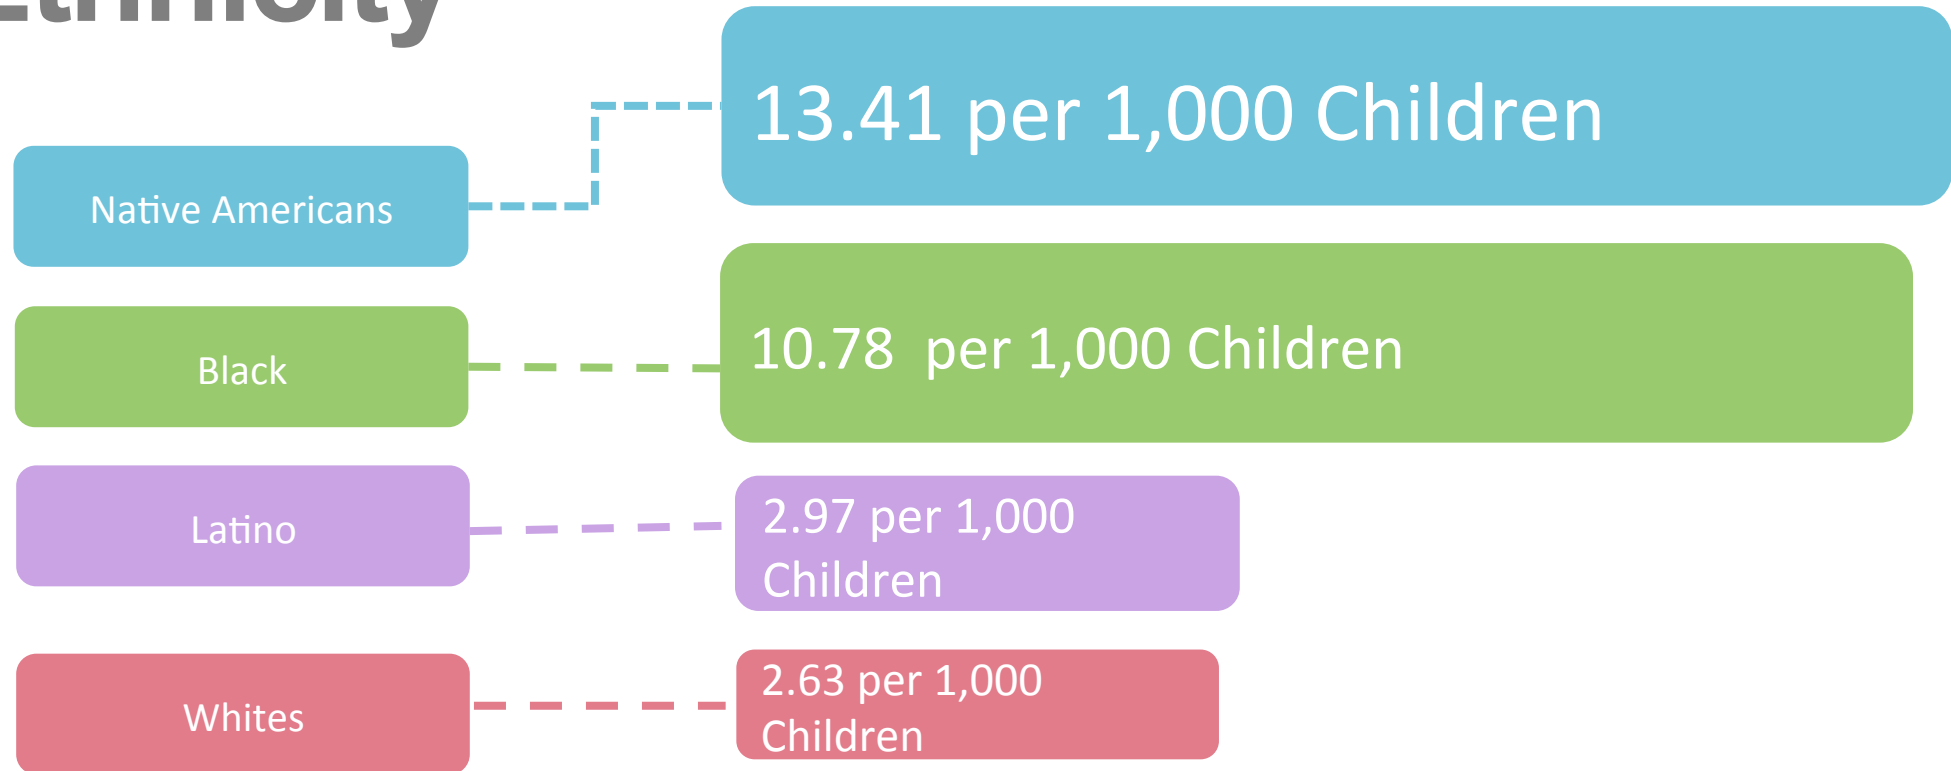 Ethnicity
13.41 per 1,000 Children
Native Americans
10.78 per 1,000 Children
Black
2.97 per 1,000
Children
Latino
2.63 per 1,000
Children
Whites